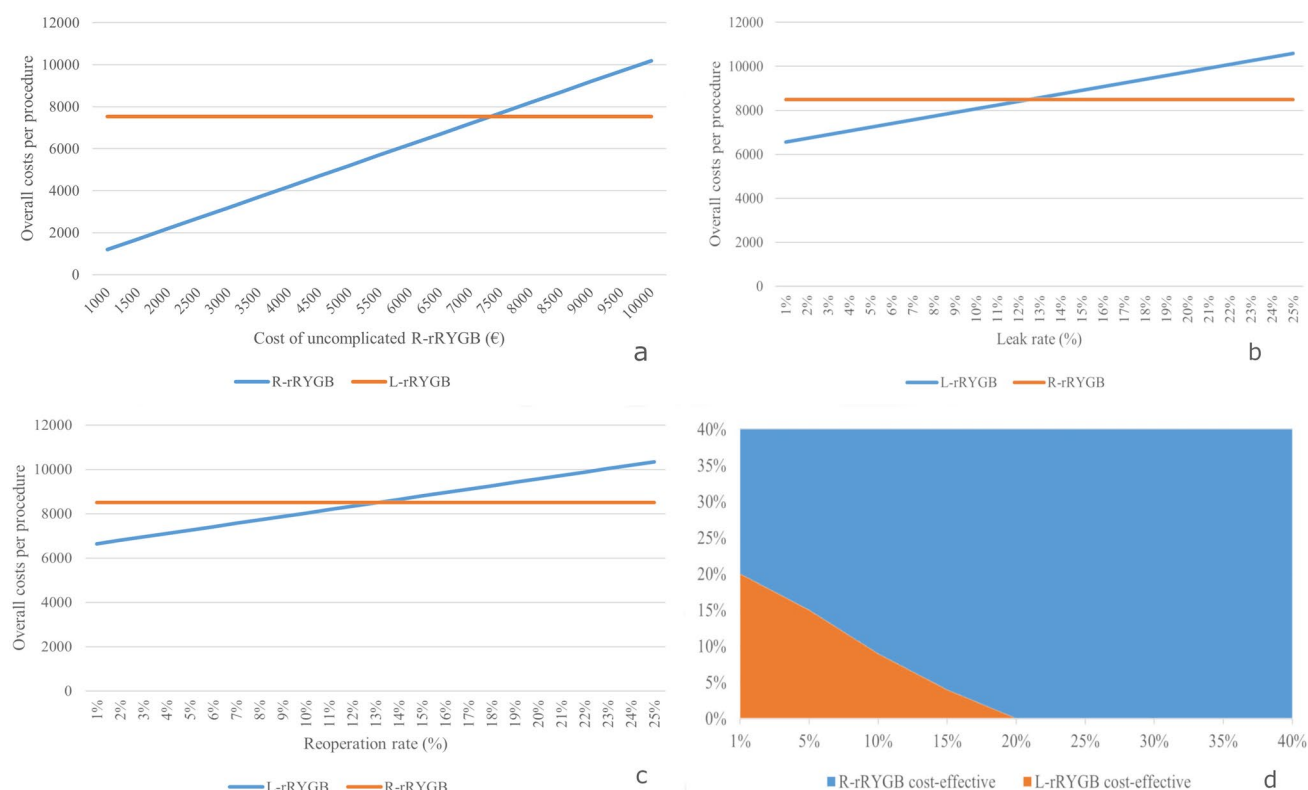 12000
10000
8000
6000
4000
2000
0
Overall costs per procedure
1000 1500 2000 2500 3000 3500 4000 4500 5000 5500 6000 6500 7000 7500 8000 8500 9000 9500 10000
Cost of uncomplicated R-rRYGB (€)
a
R-rRYGB L-rRYGB
12000
10000
8000
6000
4000
2000
0
Overall costs per procedure
1% 2% 3% 4% 5% 6% 7% 8% 9% 10% 11% 12% 13% 14% 15% 16% 17% 18% 19% 20% 21% 22% 23% 24% 25%
Leak rate (%)
b
L-rRYGB R-rRYGB
12000
10000
8000
6000
4000
2000
0
Overall costs per procedure
1% 2% 3% 4% 5% 6% 7% 8% 9% 10% 11% 12% 13% 14% 15% 16% 17% 18% 19% 20% 21% 22% 23% 24% 25%
Reoperation rate (%)
c
L-rRYGB R-rRYGB
40%
35%
30%
25%
20%
15%
10%
5%
0%
1% 5% 10% 15% 20% 25% 30% 35% 40%
R-rRYGB cost-effective L-rRYGB cost-effective
d